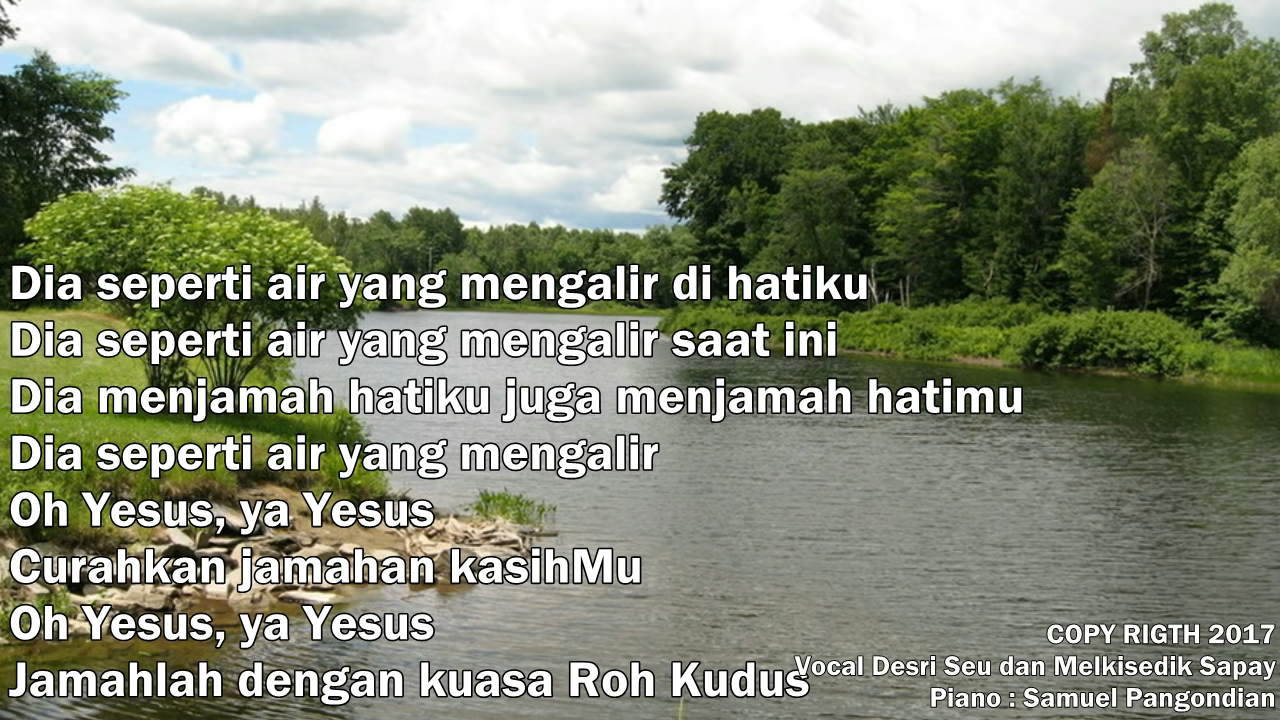 Dia seperti air yang mengalir di hatiku
Dia seperti air yang mengalir saat ini
Dia menjamah hatiku juga menjamah hatimu
Dia seperti air yang mengalir
Oh Yesus, ya Yesus
Curahkan jamahan kasihMu
Oh Yesus, ya Yesus
Jamahlah dengan kuasa Roh Kudus
COPY RIGTH 2017
Vocal Desri Seu dan Melkisedik Sapay
Piano : Samuel Pangondian